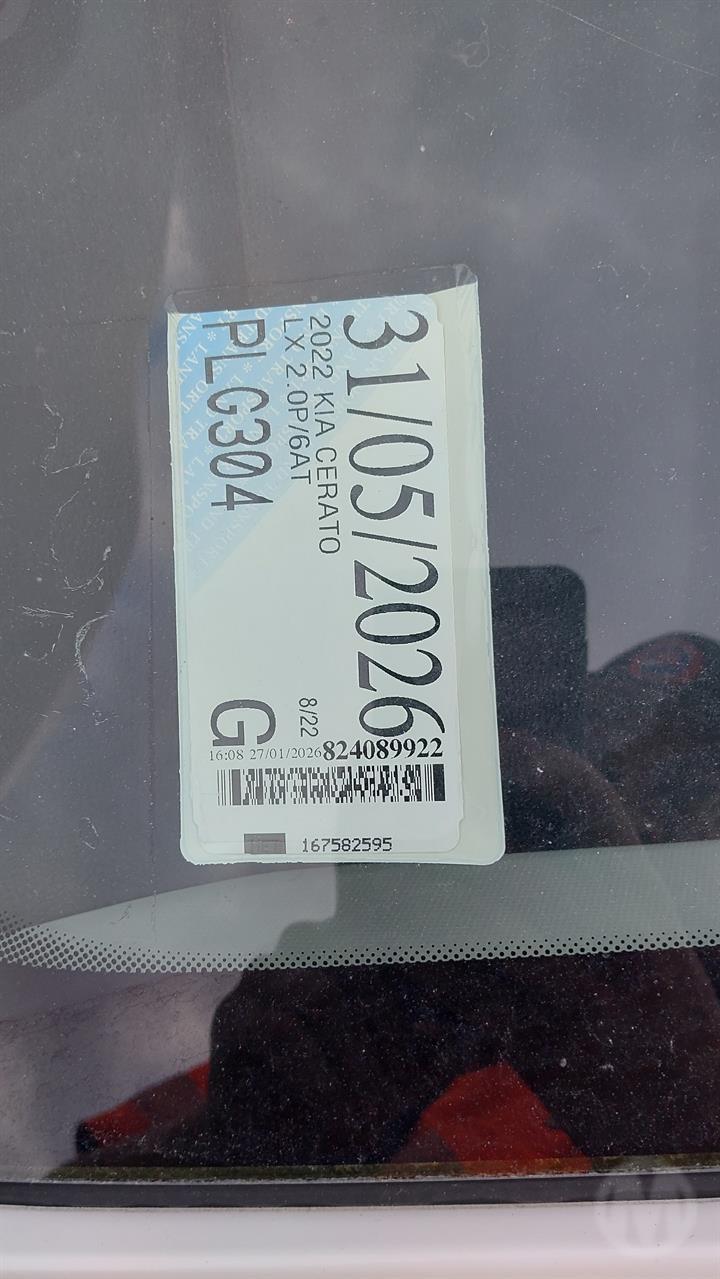 31/05/2026
2022 KIA CERATO
LX 2.0P/6AT
8/22
PLG304
G
16:08 27/01/2026
824089922
167582595